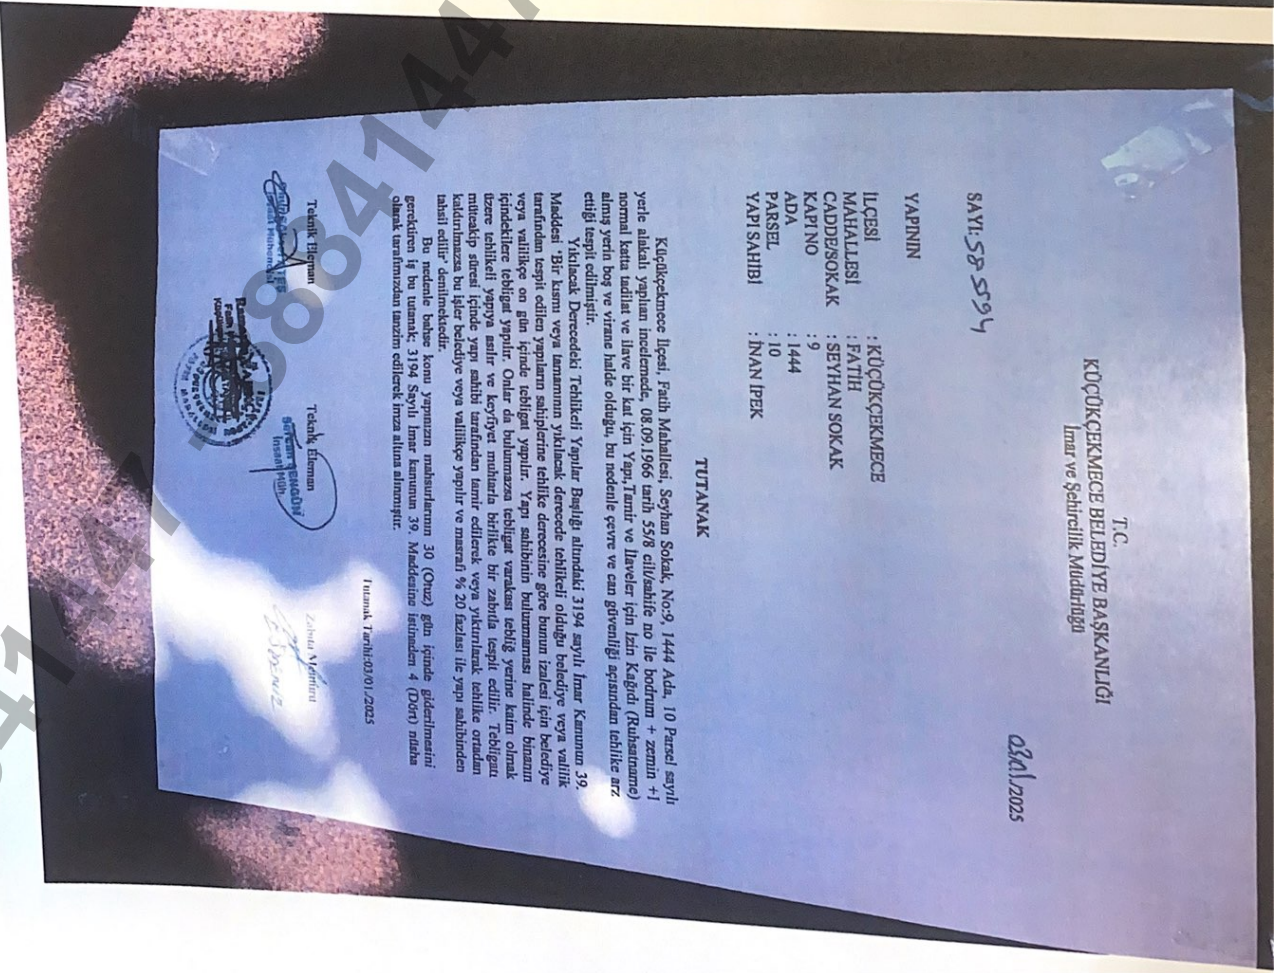 T.C.
KÜÇÜKÇEKMECE BELEDİYE BAŞKANLIĞI
İmar ve Şehircilik Müdürlüğü
SAYI: 585594
03/01/2025
YAPININ
İLÇESİ : KÜÇÜKÇEKMECE
MAHALLESİ : FATİH
CADDE/SOKAK : SEYHAN SOKAK
KAPI NO : 9
ADA : 1444
PARSEL : 10
YAPI SAHİBİ : İNAN İPEK
TUTANAK
Küçükçekmece İlçesi, Fatih Mahallesi, Seyhan Sokak, No:9, 1444 Ada, 10 Parsel sayılı
yerle alakalı yapılan incelemede, 08.09.1966 tarih 55/8 cilt/sahife no ile bodrum + zemin +1
normal katta tadilat ve ilave bir kat için Yapı,Tamir ve İlaveler için İzin Kağıdı (Ruhsatname)
almış yerin boş ve virane halde olduğu, bu nedenle çevre ve can güvenliği açısından tehlike arz
ettiği tespit edilmiştir.
Yıkılacak Derecedeki Tehlikeli Yapılar Başlığı altındaki 3194 sayılı İmar Kanunun 39.
Maddesi 'Bir kısmı veya tamamının yıkılacak derecede tehlikeli olduğu belediye veya valilik
tarafından tespit edilen yapıların sahiplerine tehlike derecesine göre bunun izalesi için belediye
veya valilikçe on gün içinde tebligat yapılır. Yapı sahibinin bulunmaması halinde binanın
içindekilere tebligat yapılır. Onlar da bulunmazsa tebligat varakası tebliğ yerine kaim olmak
üzere tehlikeli yapıya asılır ve keyfiyet muhtarla birlikte bir zabıtla tespit edilir. Tebligatı
müteakip süresi içinde yapı sahibi tarafından tamir edilerek veya yıktırılarak tehlike ortadan
kaldırılmazsa bu işler belediye veya valilikçe yapılır ve masrafı % 20 fazlası ile yapı sahibinden
tahsil edilir' denilmektedir.
Bu nedenle bahse konu yapınızın mahsurlarının 30 (Otuz) gün içinde giderilmesini
gerektiren iş bu tutanak; 3194 Sayılı İmar kanunun 39. Maddesine istinaden 4 (Dört) nüsha
olarak tarafımızdan tanzim edilerek imza altına alınmıştır.
Tutanak Tarihi:03/01./2025
Teknik Eleman
Teknik Eleman
Zabıta Memuru
Sercan ŞENGÜN
İnşaat Müh.